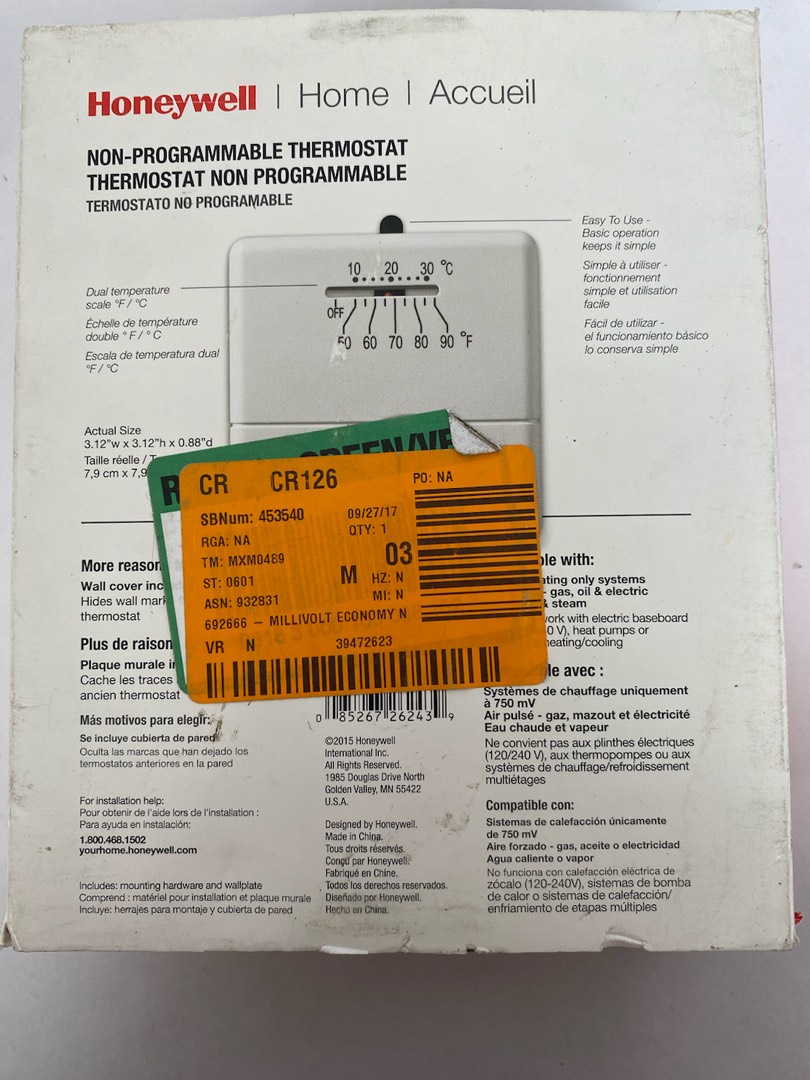 Honeywell | Home | Accueil
NON-PROGRAMMABLE THERMOSTAT
THERMOSTAT NON PROGRAMMABLE
TERMOSTATO NO PROGRAMABLE
Easy To Use -
Basic operation
keeps it simple
Simple à utiliser -
fonctionnement
simple et utilisation
facile
Fácil de utilizar -
el funcionamiento básico
lo conserva simple
Dual temperature
scale °F / °C
Échelle de température
double ° F / ° C
Escala de temperatura dual
°F / °C
10 20 30 °C
OFF
50 60 70 80 90 °F
Actual Size
3.12"w x 3.12"h x 0.88"d
Taille réelle /
7,9 cm x 7,9
CR CR126 PO: NA
SBNum: 453540 09/27/17
RGA: NA QTY: 1
TM: MXM0489 03
ST: 0601 M HZ: N
ASN: 932831 MI: N
692666 - MILLIVOLT ECONOMY N
VR N 39472623
0 85267 26243 9
More reason
Wall cover inc
Hides wall mark
thermostat
Plus de raison
Plaque murale in
Cache les traces
ancien thermostat
Más motivos para elegir:
Se incluye cubierta de pared
Oculta las marcas que han dejado los
termostatos anteriores en la pared
For installation help:
Pour obtenir de l'aide lors de l'installation :
Para ayuda en instalación:
1.800.468.1502
yourhome.honeywell.com
Includes: mounting hardware and wallplate
Comprend : matériel pour installation et plaque murale
Incluye: herrajes para montaje y cubierta de pared
©2015 Honeywell
International Inc.
All Rights Reserved.
1985 Douglas Drive North
Golden Valley, MN 55422
U.S.A.
Designed by Honeywell.
Made in China.
Tous droits réservés.
Conçu par Honeywell.
Fabriqué en Chine.
Todos los derechos reservados.
Diseñado por Honeywell.
Hecho en China.
ble with:
ating only systems
- gas, oil & electric
& steam
work with electric baseboard
0 V), heat pumps or
heating/cooling
le avec :
Systèmes de chauffage uniquement
à 750 mV
Air pulsé - gaz, mazout et électricité
Eau chaude et vapeur
Ne convient pas aux plinthes électriques
(120/240 V), aux thermopompes ou aux
systèmes de chauffage/refroidissement
multiétages
Compatible con:
Sistemas de calefacción únicamente
de 750 mV
Aire forzado - gas, aceite o electricidad
Agua caliente o vapor
No funciona con calefacción eléctrica de
zócalo (120-240V), sistemas de bomba
de calor o sistemas de calefacción/
enfriamiento de etapas múltiples